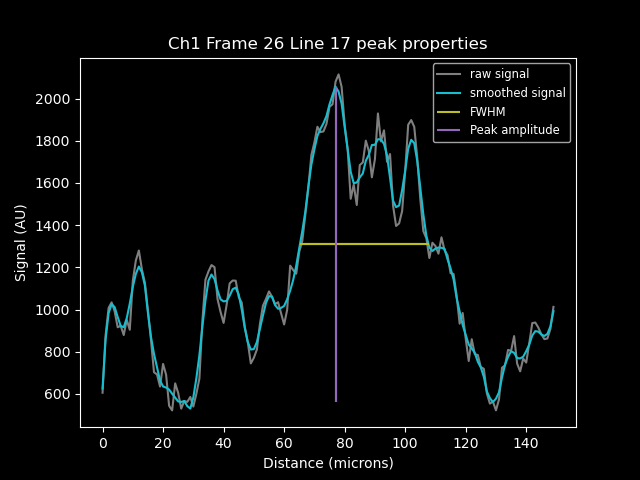 Ch1 Frame 26 Line 17 peak properties
raw signal
smoothed signal
FWHM
Peak amplitude
Signal (AU)
2000
1800
1600
1400
1200
1000
800
600
0 20 40 60 80 100 120 140
Distance (microns)